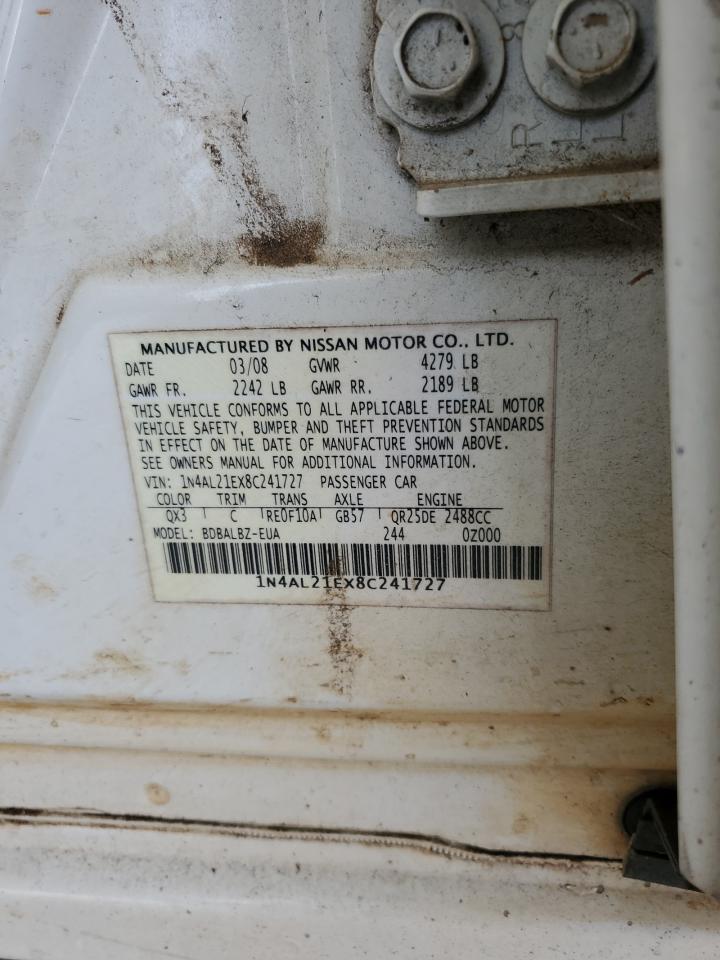 R
MANUFACTURED BY NISSAN MOTOR CO., LTD.
DATE 03/08 GVWR 4279 LB
GAWR FR. 2242 LB GAWR RR. 2189 LB
THIS VEHICLE CONFORMS TO ALL APPLICABLE FEDERAL MOTOR
VEHICLE SAFETY, BUMPER AND THEFT PREVENTION STANDARDS
IN EFFECT ON THE DATE OF MANUFACTURE SHOWN ABOVE.
SEE OWNERS MANUAL FOR ADDITIONAL INFORMATION.
VIN: 1N4AL21EX8C241727 PASSENGER CAR
COLOR TRIM TRANS AXLE ENGINE
QX3 C RE0F10A GB57 QR25DE 2488CC
MODEL: BDBALBZ-EUA 244 0Z000
1N4AL21EX8C241727